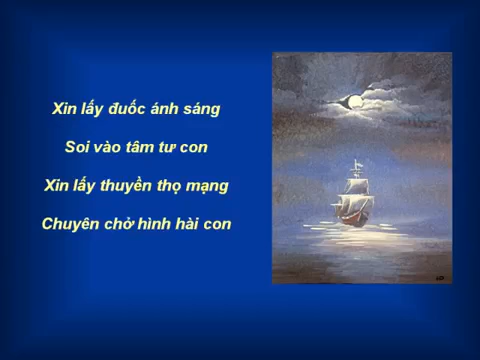 Xin lấy đuốc ánh sáng
Soi vào tâm tư con
Xin lấy thuyền thọ mạng
Chuyên chở hình hài con